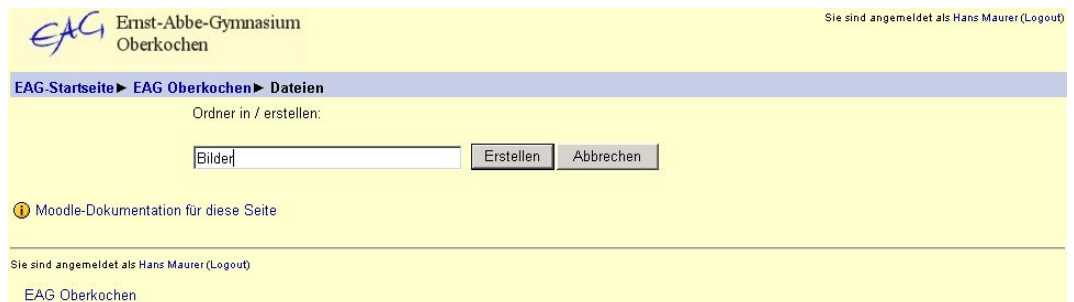 EAG Ernst-Abbe-Gymnasium
Oberkochen
Sie sind angemeldet als Hans Maurer (Logout)
EAG-Startseite► EAG Oberkochen► Dateien
Ordner in / erstellen:
Bilder Erstellen Abbrechen
Moodle-Dokumentation für diese Seite
Sie sind angemeldet als Hans Maurer (Logout)
EAG Oberkochen